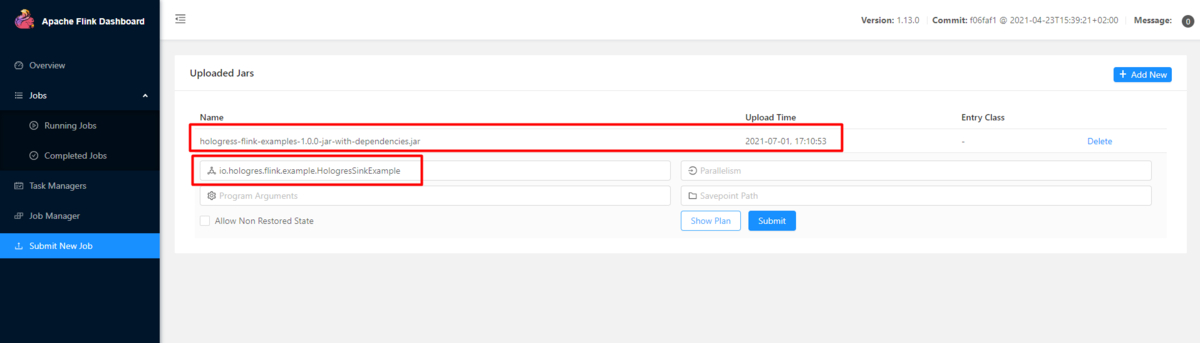 Apache Flink Dashboard
Version: 1.13.0 Commit: f06faf1 @ 2021-04-23T15:39:21+02:00 Message: 0
Overview
Jobs
Running Jobs
Completed Jobs
Task Managers
Job Manager
Submit New Job
Uploaded Jars
+ Add New
Name Upload Time Entry Class
hologress-flink-examples-1.0.0-jar-with-dependencies.jar 2021-07-01. 17:10:53 - Delete
io.hologres.flink.example.HologresSinkExample Parallelism
Program Arguments Savepoint Path
Allow Non Restored State Show Plan Submit